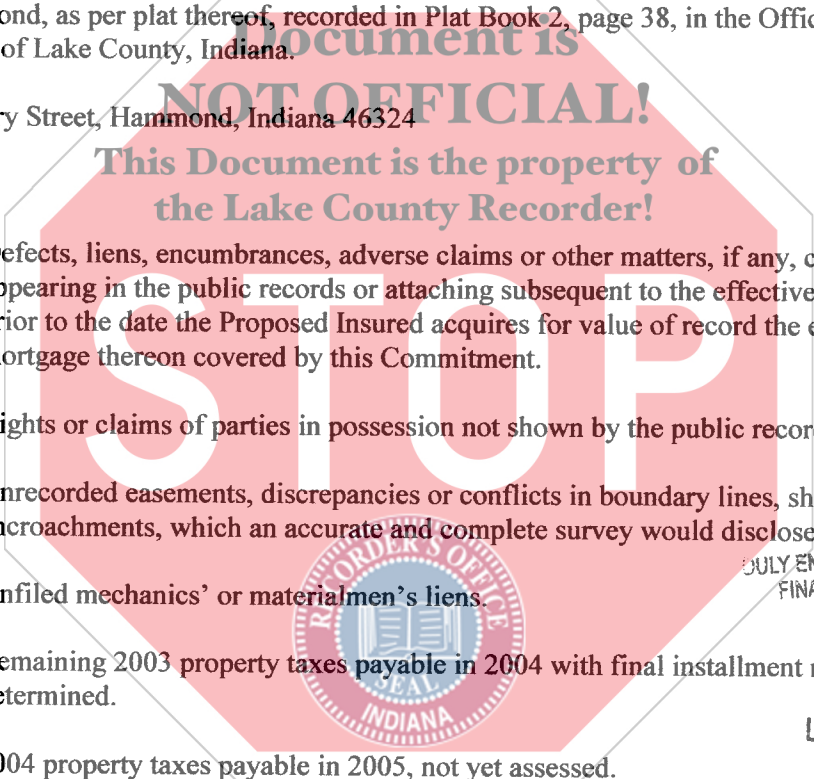 ond, as per plat thereof, recorded in Plat Book 2, page 38, in the Offic
of Lake County, Indiana.
Document is
NOT OFFICIAL!
y Street, Hammond, Indiana 46324
This Document is the property of
the Lake County Recorder!
efects, liens, encumbrances, adverse claims or other matters, if any, c
ppearing in the public records or attaching subsequent to the effective
rior to the date the Proposed Insured acquires for value of record the e
ortgage thereon covered by this Commitment.
STOP
ights or claims of parties in possession not shown by the public recor
nrecorded easements, discrepancies or conflicts in boundary lines, sh
ncroachments, which an accurate and complete survey would disclose
DULY EN
FINA
nfiled mechanics' or materialmen's liens.
RECORDER'S OFFICE
SEAL
INDIANA
emaining 2003 property taxes payable in 2004 with final installment n
etermined.
L
004 property taxes payable in 2005, not yet assessed.